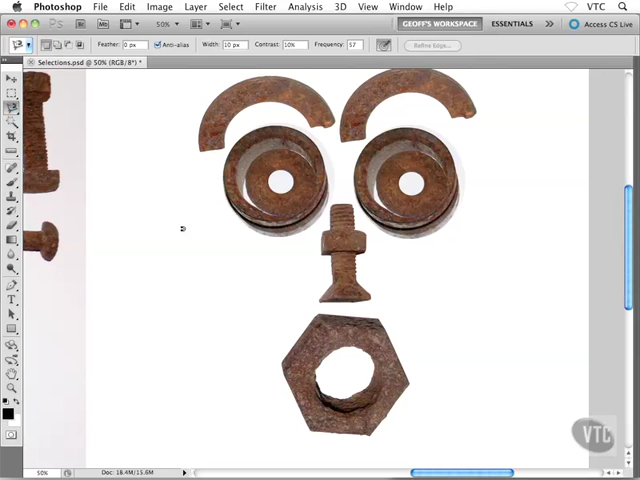 Photoshop File Edit Image Layer Select Filter Analysis 3D View Window Help VTC
Br Mb 50% GEOFF'S WORKSPACE ESSENTIALS Access CS Live
Feather: 0 px Anti-alias Width: 10 px Contrast: 10% Frequency: 57 Refine Edge...
Selections.psd @ 50% (RGB/8*) *
VTC
50% Doc: 18.4M/15.6M